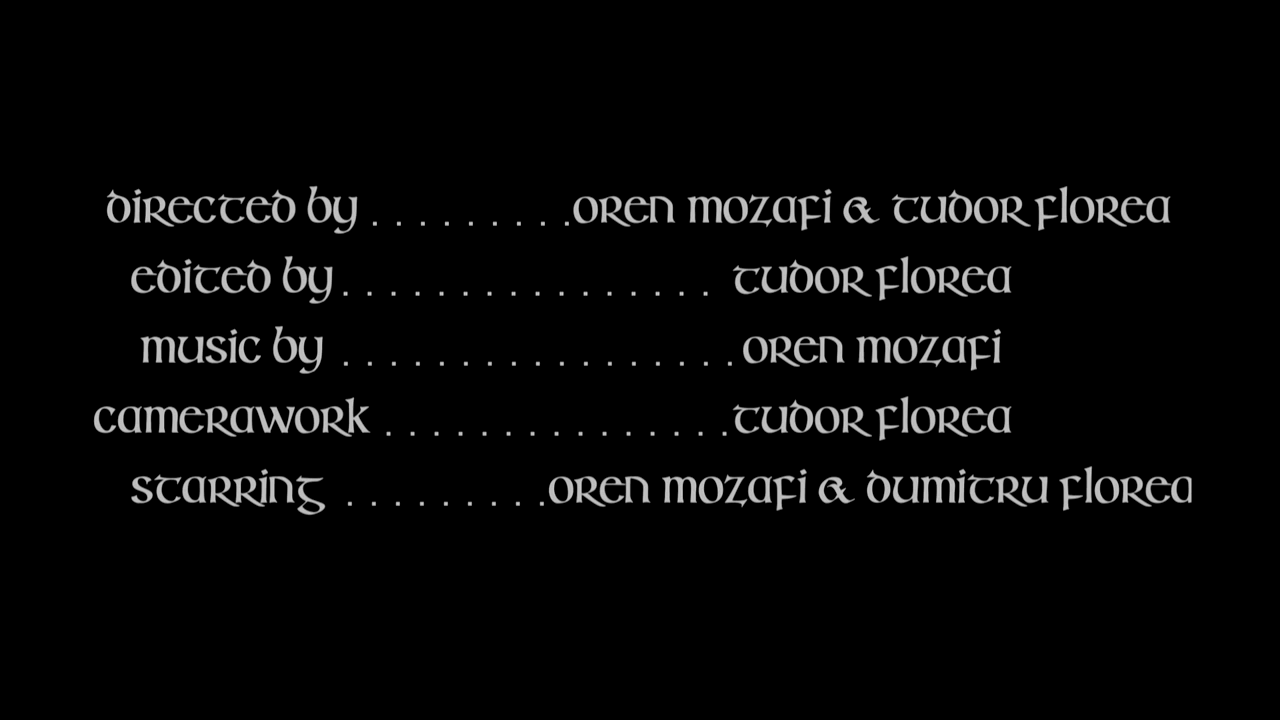 directed by . . . . . . . . .oren mozafi & tudor florea
edited by . . . . . . . . . . . . . . . . tudor florea
music by . . . . . . . . . . . . . . . . .oren mozafi
camerawork . . . . . . . . . . . . . . .tudor florea
starring . . . . . . . . .oren mozafi & dumitru florea